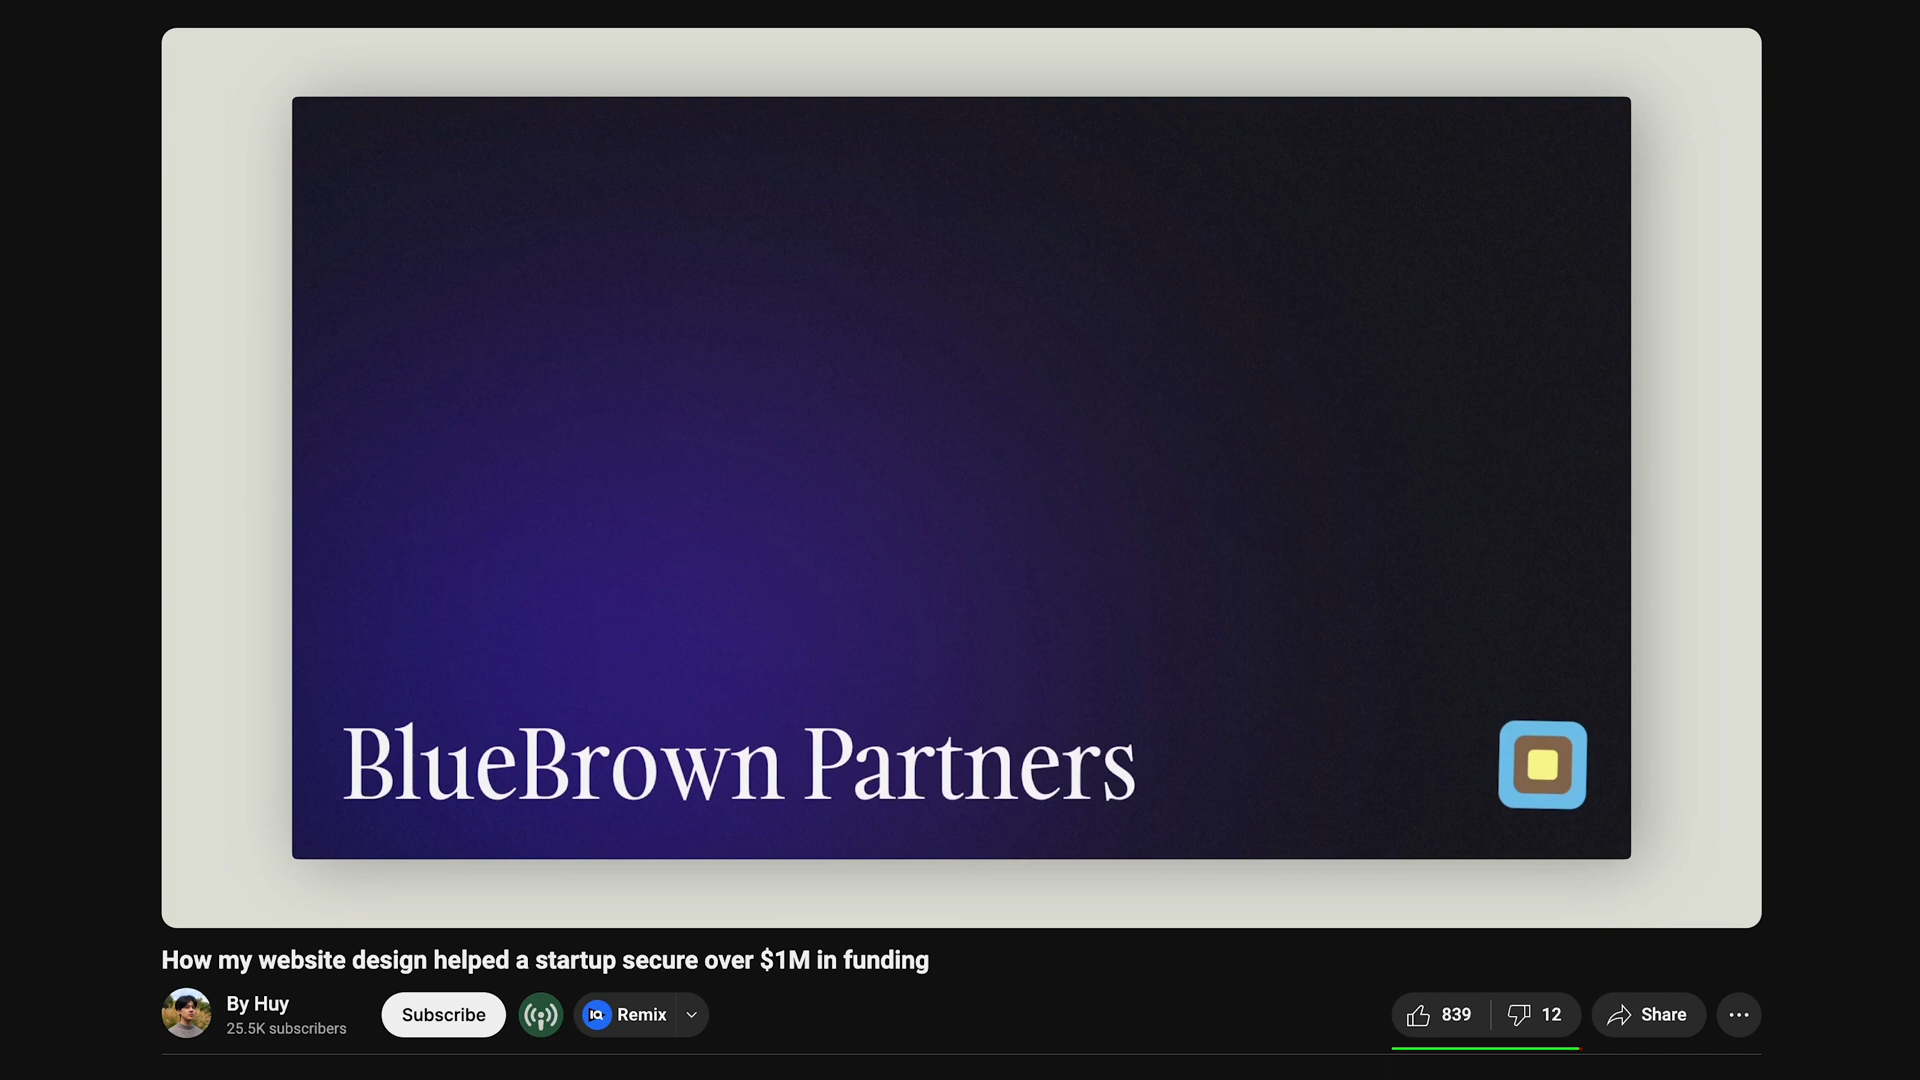 BlueBrown Partners
How my website design helped a startup secure over $1M in funding
By Huy
25.5K subscribers
Subscribe
IQ
Remix
839
12
Share